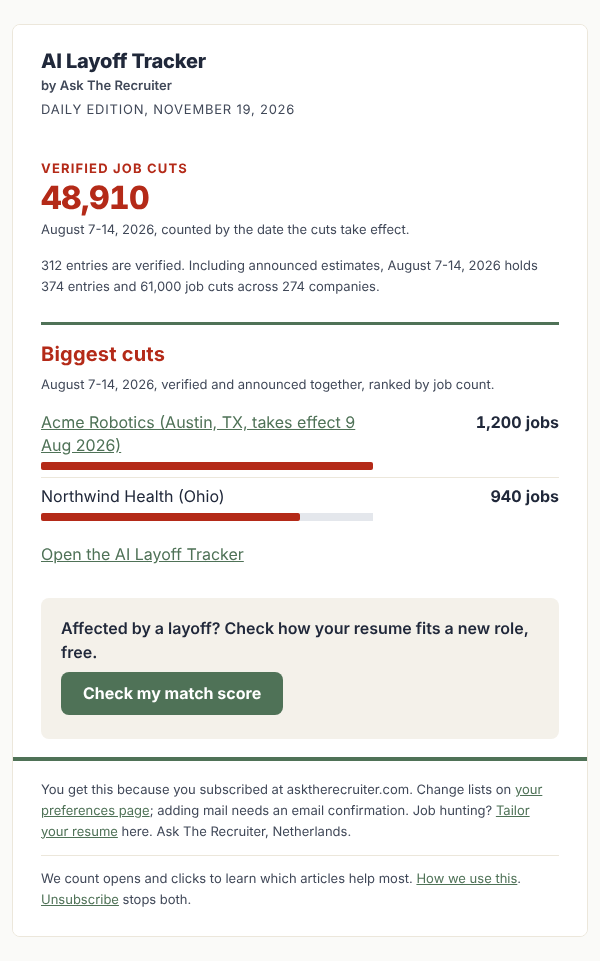 AI Layoff Tracker
by Ask The Recruiter
DAILY EDITION, NOVEMBER 19, 2026
VERIFIED JOB CUTS
48,910
August 7-14, 2026, counted by the date the cuts take effect.
312 entries are verified. Including announced estimates, August 7-14, 2026 holds
374 entries and 61,000 job cuts across 274 companies.
Biggest cuts
August 7-14, 2026, verified and announced together, ranked by job count.
Acme Robotics (Austin, TX, takes effect 9 1,200 jobs
Aug 2026)
Northwind Health (Ohio) 940 jobs
Open the AI Layoff Tracker
Affected by a layoff? Check how your resume fits a new role,
free.
Check my match score
You get this because you subscribed at asktherecruiter.com. Change lists on your
preferences page; adding mail needs an email confirmation. Job hunting? Tailor
your resume here. Ask The Recruiter, Netherlands.
We count opens and clicks to learn which articles help most. How we use this.
Unsubscribe stops both.